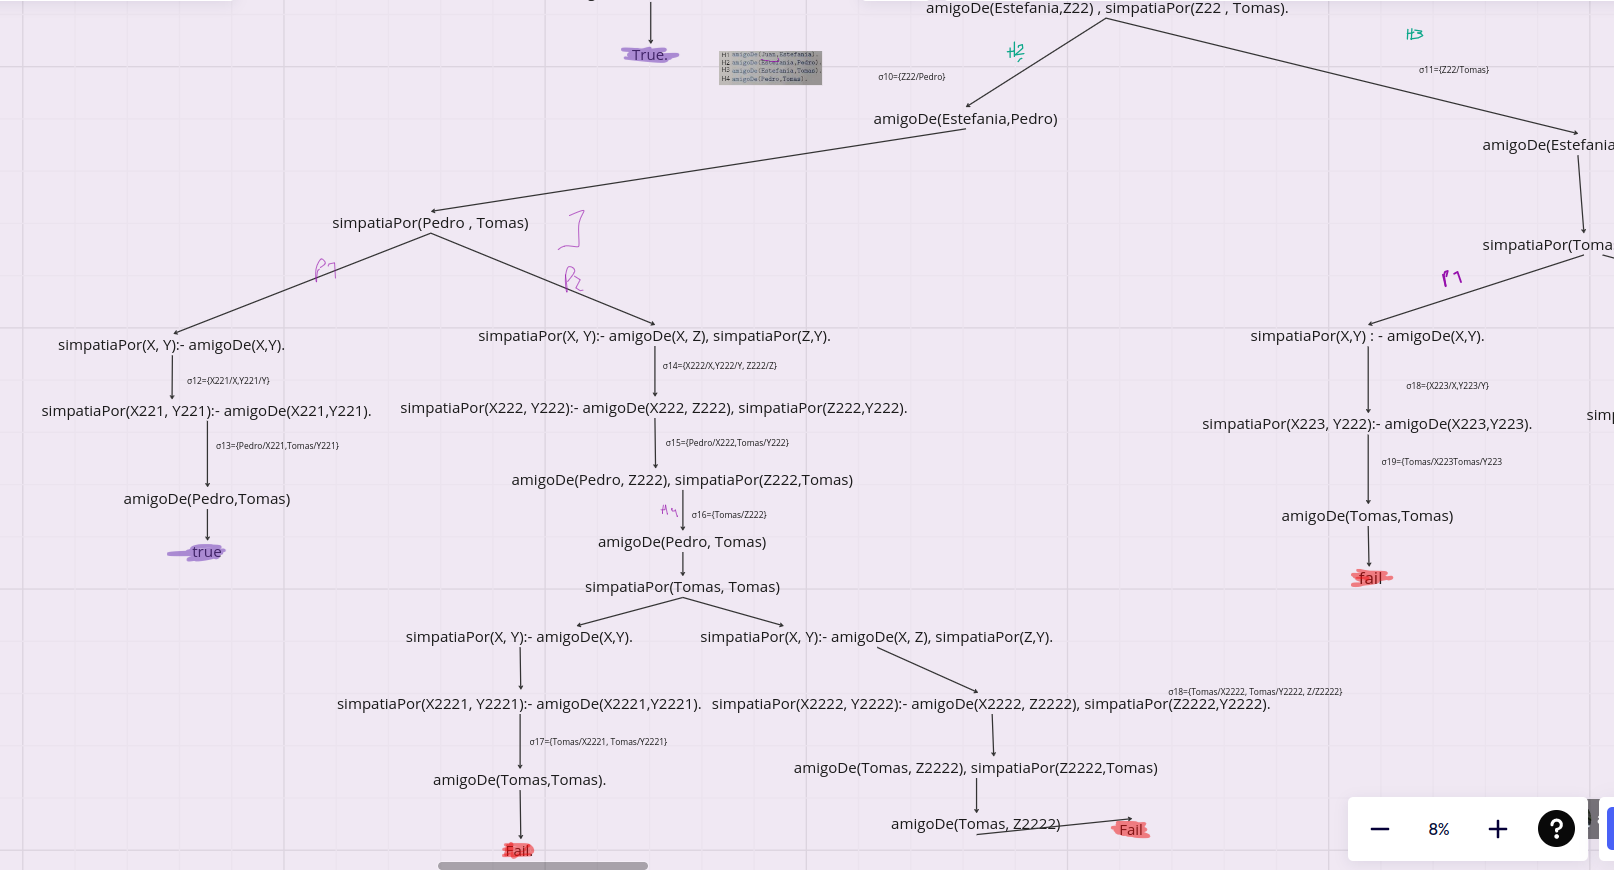 amigoDe(Estefania,Z22) , simpatiaPor(Z22 , Tomas).
True.
H1 amigoDe(Juan,Estefania).
H2 amigoDe(Estefania,Pedro).
H3 amigoDe(Estefania,Tomas).
H4 amigoDe(Pedro,Tomas).
H2
H3
σ10={Z22/Pedro}
σ11={Z22/Tomas}
amigoDe(Estefania,Pedro)
amigoDe(Estefania
simpatiaPor(Pedro , Tomas)
simpatiaPor(Tomas
P1
P2
P1
simpatiaPor(X, Y):- amigoDe(X,Y).
simpatiaPor(X, Y):- amigoDe(X, Z), simpatiaPor(Z,Y).
simpatiaPor(X,Y) : - amigoDe(X,Y).
σ12={X221/X,Y221/Y}
σ14={X222/X,Y222/Y, Z222/Z}
σ18={X223/X,Y223/Y}
simpatiaPor(X221, Y221):- amigoDe(X221,Y221).
simpatiaPor(X222, Y222):- amigoDe(X222, Z222), simpatiaPor(Z222,Y222).
simpatiaPor(X223, Y222):- amigoDe(X223,Y223).
simp
σ13={Pedro/X221,Tomas/Y221}
σ15={Pedro/X222,Tomas/Y222}
σ19={Tomas/X223Tomas/Y223
amigoDe(Pedro,Tomas)
amigoDe(Pedro, Z222), simpatiaPor(Z222,Tomas)
amigoDe(Tomas,Tomas)
H4
σ16={Tomas/Z222}
true
amigoDe(Pedro, Tomas)
fail
simpatiaPor(Tomas, Tomas)
simpatiaPor(X, Y):- amigoDe(X,Y).
simpatiaPor(X, Y):- amigoDe(X, Z), simpatiaPor(Z,Y).
σ18={Tomas/X2222, Tomas/Y2222, Z/Z2222}
simpatiaPor(X2221, Y2221):- amigoDe(X2221,Y2221).
simpatiaPor(X2222, Y2222):- amigoDe(X2222, Z2222), simpatiaPor(Z2222,Y2222).
σ17={Tomas/X2221, Tomas/Y2221}
amigoDe(Tomas,Tomas).
amigoDe(Tomas, Z2222), simpatiaPor(Z2222,Tomas)
amigoDe(Tomas, Z2222)
Fail
Fail.
8%
?